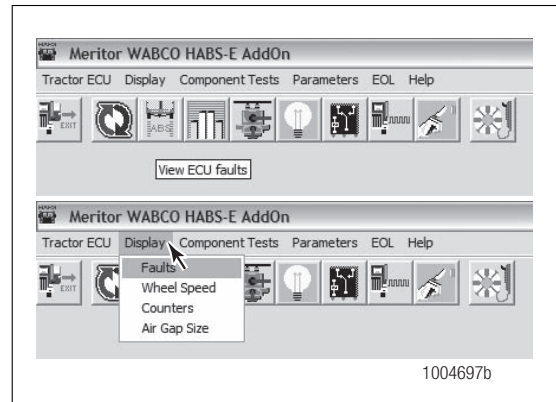 Meritor WABCO HABS-E AddOn
Tractor ECU Display Component Tests Parameters EOL Help
EXIT
ABS
View ECU faults
Meritor WABCO HABS-E AddOn
Tractor ECU Display Component Tests Parameters EOL Help
EXIT
Faults
Wheel Speed
Counters
Air Gap Size
1004697b